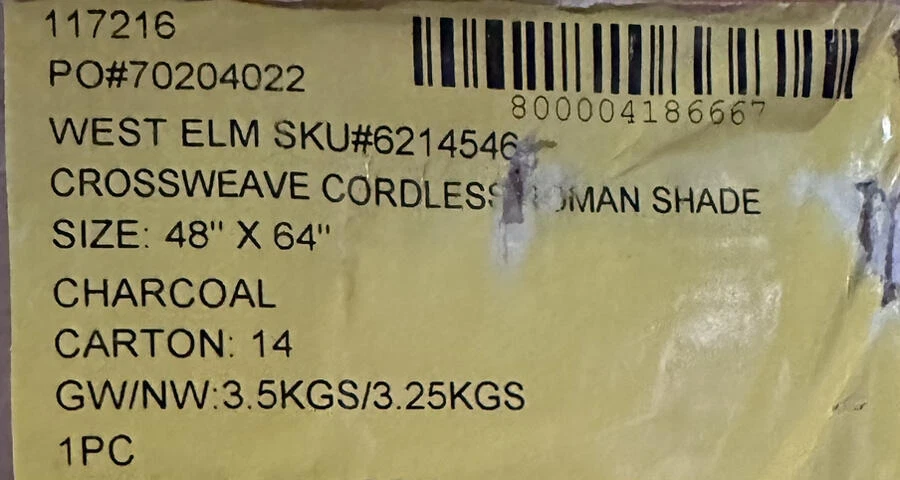 117216
800004186667
PO#70204022
WEST ELM SKU#6214546
CROSSWEAVE CORDLESS SHADE
SIZE: 48" X 64"
CHARCOAL
CARTON: 14
GW/NW:3.5KGS/3.25KGS
1PC